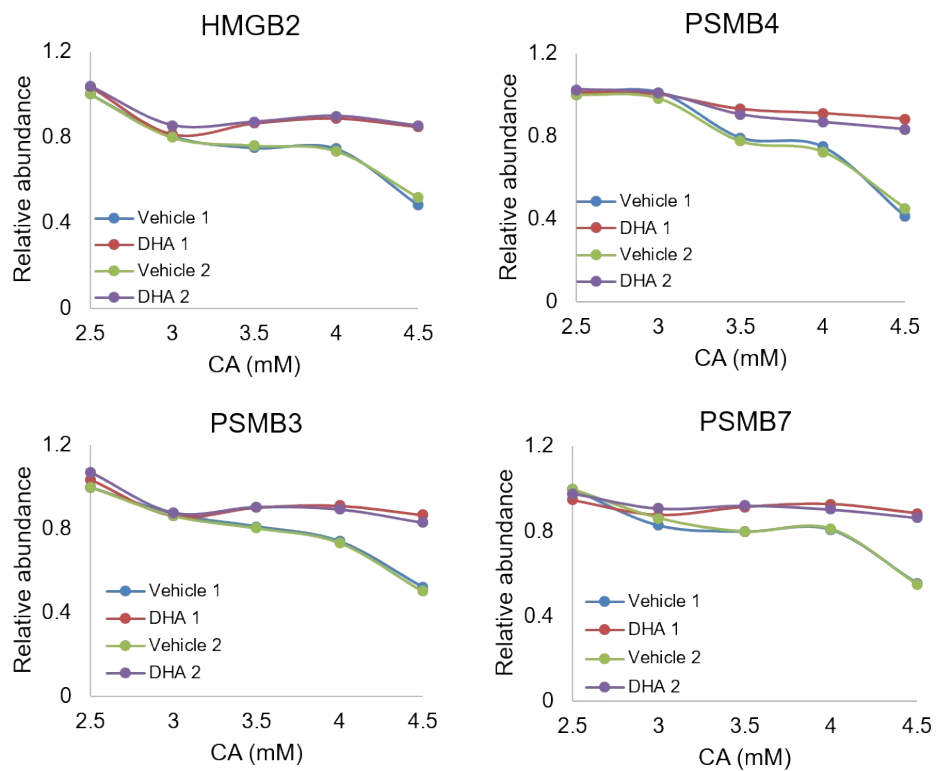 HMGB2
Relative abundance
1.2
0.8
0.4
0
Vehicle 1
DHA 1
Vehicle 2
DHA 2
2.5 3 3.5 4 4.5
CA (mM)
PSMB4
Relative abundance
1.2
0.8
0.4
0
Vehicle 1
DHA 1
Vehicle 2
DHA 2
2.5 3 3.5 4 4.5
CA (mM)
PSMB3
Relative abundance
1.2
0.8
0.4
0
Vehicle 1
DHA 1
Vehicle 2
DHA 2
2.5 3 3.5 4 4.5
CA (mM)
PSMB7
Relative abundance
1.2
0.8
0.4
0
Vehicle 1
DHA 1
Vehicle 2
DHA 2
2.5 3 3.5 4 4.5
CA (mM)